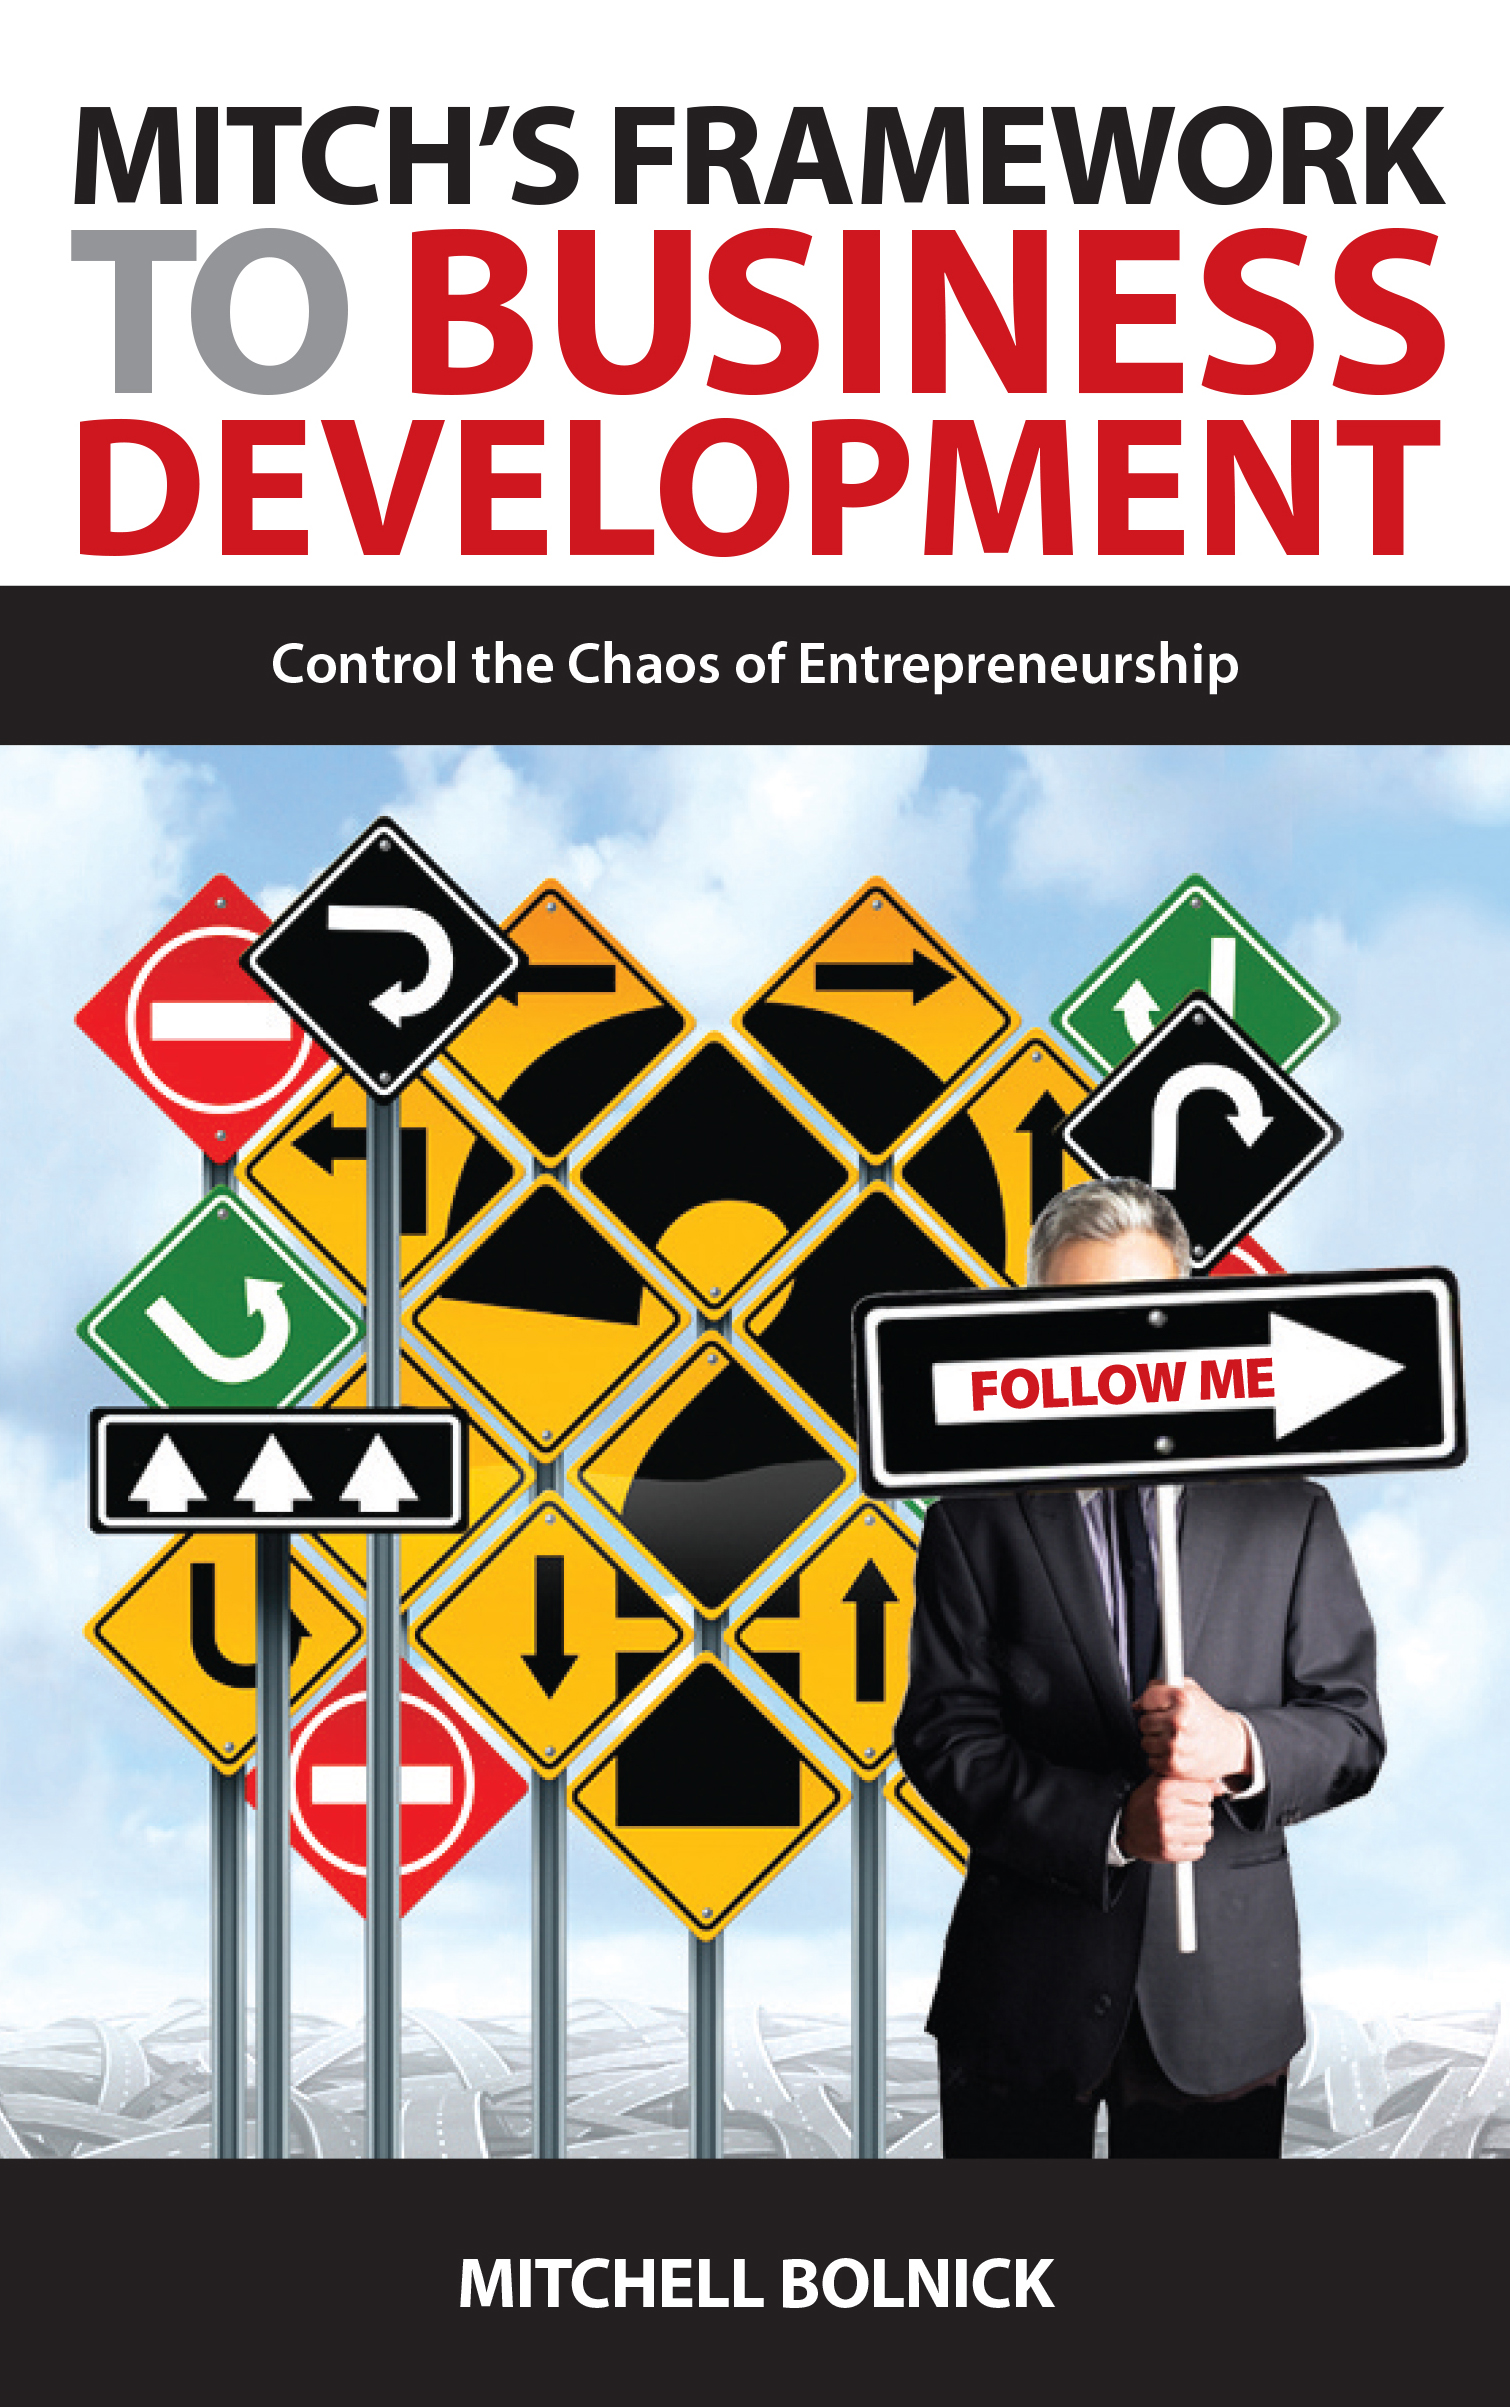 MITCH'S FRAMEWORK
TO BUSINESS
DEVELOPMENT
Control the Chaos of Entrepreneurship
FOLLOW ME
MITCHELL BOLNICK